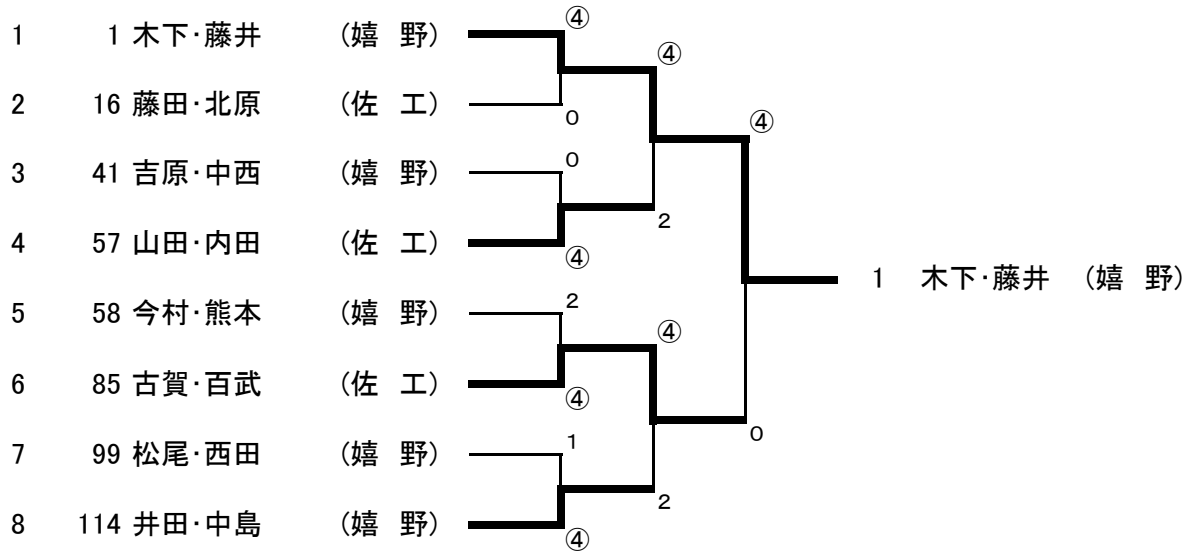 ④
1 1 木下・藤井 (嬉 野)
④
④
2 16 藤田・北原 (佐 工)
0
0
3 41 吉原・中西 (嬉 野)
2
4 57 山田・内田 (佐 工)
④
1 木下・藤井 (嬉 野)
2
5 58 今村・熊本 (嬉 野)
④
6 85 古賀・百武 (佐 工)
④
0
1
7 99 松尾・西田 (嬉 野)
2
8 114 井田・中島 (嬉 野)
④